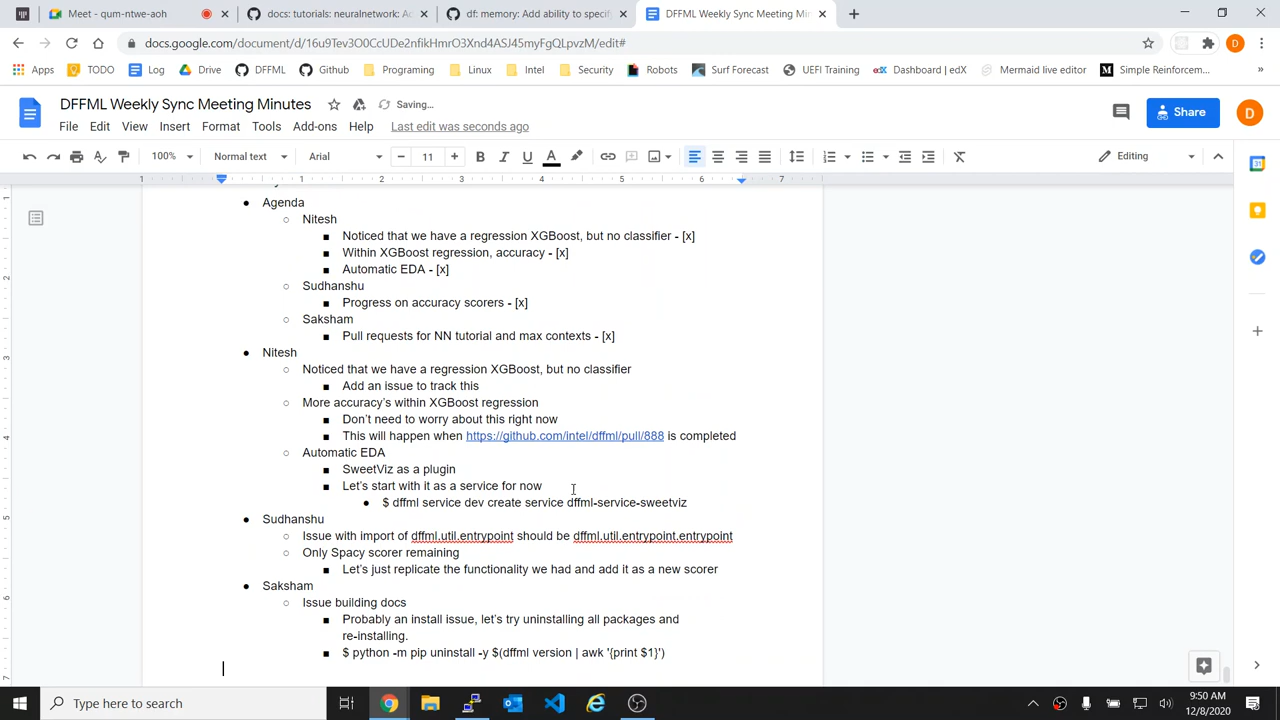 Meet - qum-ntwe-aoh
docs: tutorials: neuralnetwork: Ad
df: memory: Add ability to specif
DFFML Weekly Sync Meeting Min
docs.google.com/document/d/16u9Tev3O0CcUDe2nfikHmrO3Xnd4ASJ45myFgQLpvzM/edit#
Apps TODO Log Drive DFFML Github Programing Linux Intel Security Robots Surf Forecast UEFI Training Dashboard | edX Mermaid live editor Simple Reinforcem... »
DFFML Weekly Sync Meeting Minutes Saving...
File Edit View Insert Format Tools Add-ons Help Last edit was seconds ago
Share
D
100% Normal text Arial 11 B I U A Editing
1 1 2 3 4 5 6 7
Agenda
Nitesh
Noticed that we have a regression XGBoost, but no classifier - [x]
Within XGBoost regression, accuracy - [x]
Automatic EDA - [x]
Sudhanshu
Progress on accuracy scorers - [x]
Saksham
Pull requests for NN tutorial and max contexts - [x]
Nitesh
Noticed that we have a regression XGBoost, but no classifier
Add an issue to track this
More accuracy's within XGBoost regression
Don't need to worry about this right now
This will happen when https://github.com/intel/dffml/pull/888 is completed
Automatic EDA
SweetViz as a plugin
Let's start with it as a service for now
$ dffml service dev create service dffml-service-sweetviz
Sudhanshu
Issue with import of dffml.util.entrypoint should be dffml.util.entrypoint.entrypoint
Only Spacy scorer remaining
Let's just replicate the functionality we had and add it as a new scorer
Saksham
Issue building docs
Probably an install issue, let's try uninstalling all packages and
re-installing.
$ python -m pip uninstall -y $(dffml version | awk '{print $1}')
Type here to search
9:50 AM
12/8/2020